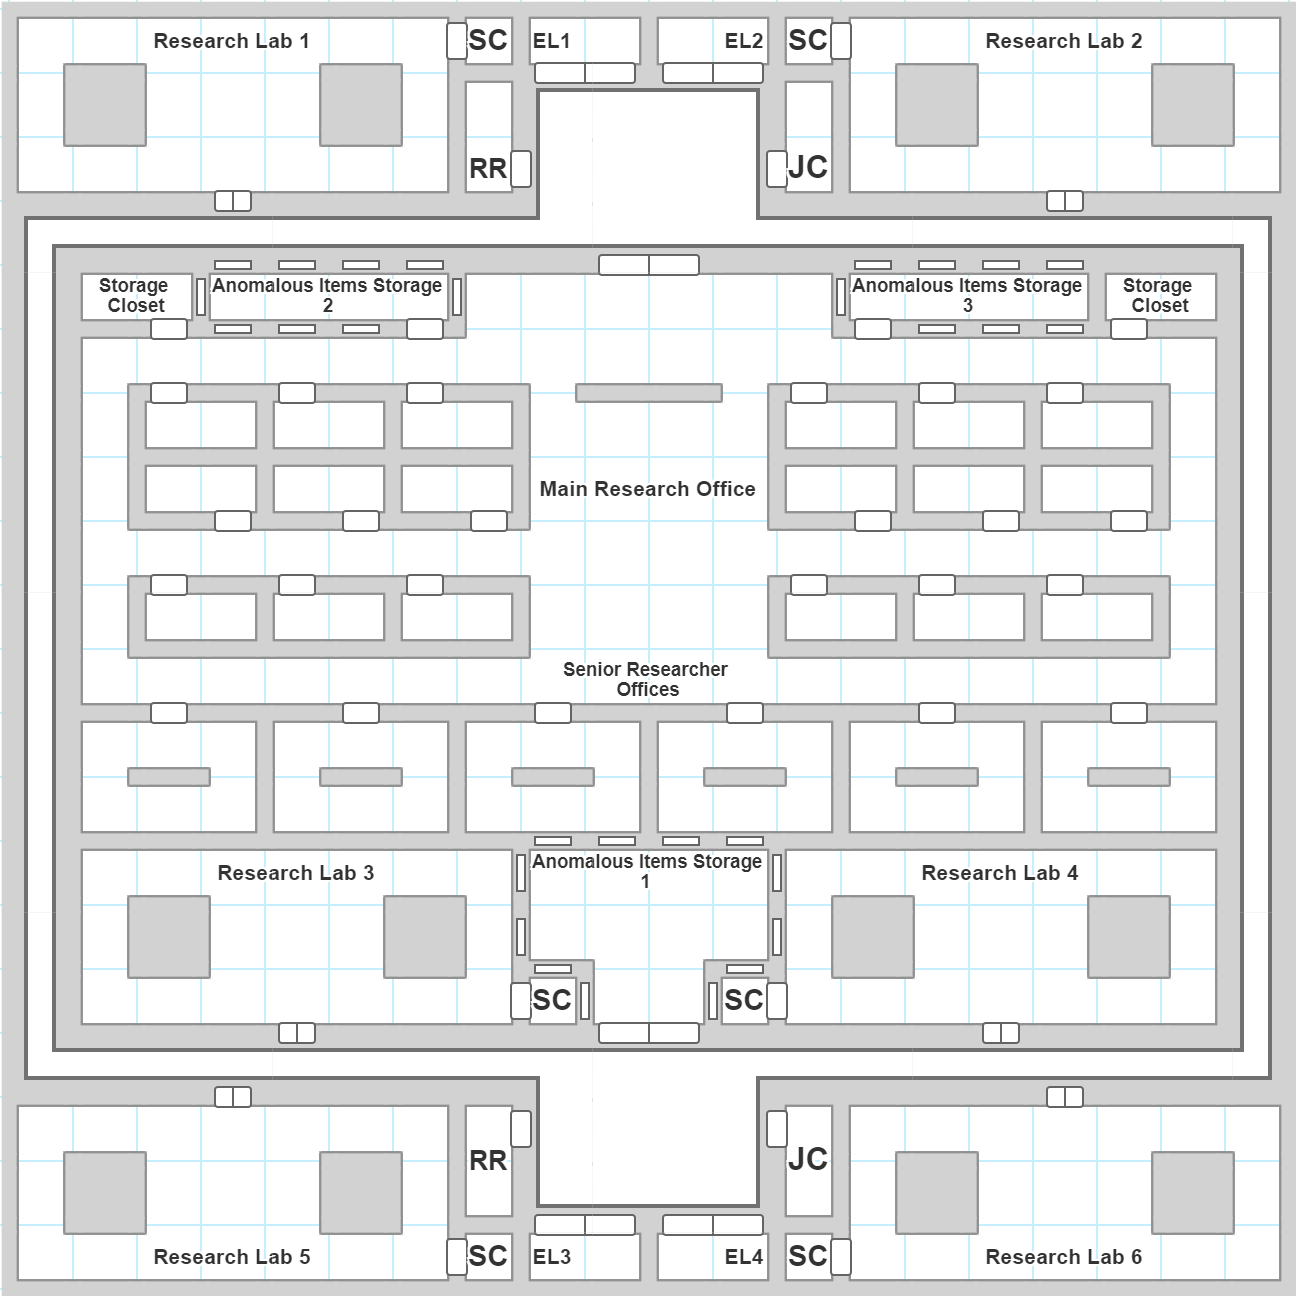 Research Lab 1
SC
EL1
EL2
SC
Research Lab 2
RR
JC
Storage
Closet
Anomalous Items Storage
2
Anomalous Items Storage
3
Storage
Closet
Main Research Office
Senior Researcher
Offices
Research Lab 3
Anomalous Items Storage
1
Research Lab 4
SC
SC
RR
JC
Research Lab 5
SC
EL3
EL4
SC
Research Lab 6